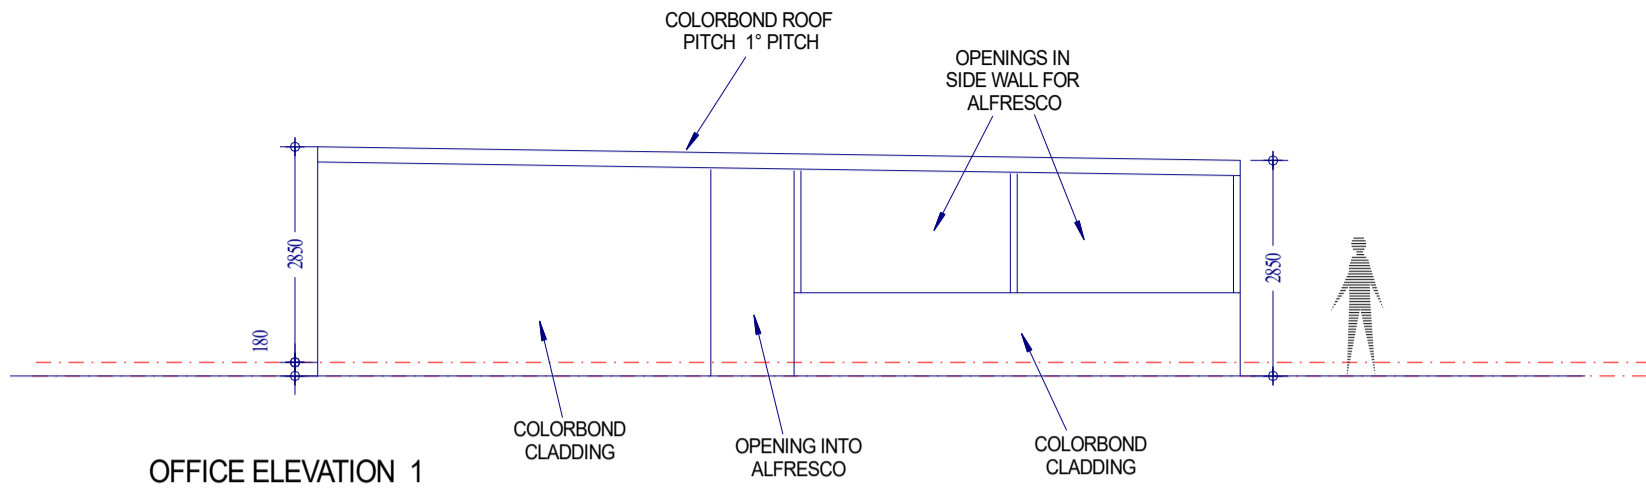 COLORBOND ROOF
PITCH 1° PITCH
OPENINGS IN
SIDE WALL FOR
ALFRESCO
2850
180
2850
COLORBOND
CLADDING
OPENING INTO
ALFRESCO
COLORBOND
CLADDING
OFFICE ELEVATION 1